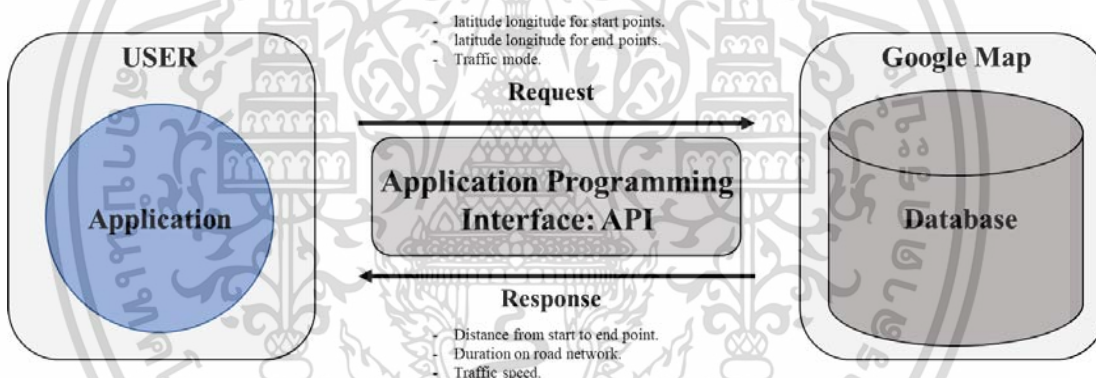 - latitude longitude for start points.
- latitude longitude for end points.
- Traffic mode.
USER
Google Map
Request
Application Programming
Interface: API
Application
Database
Response
- Distance from start to end point.
- Duration on road network.
- Traffic speed.